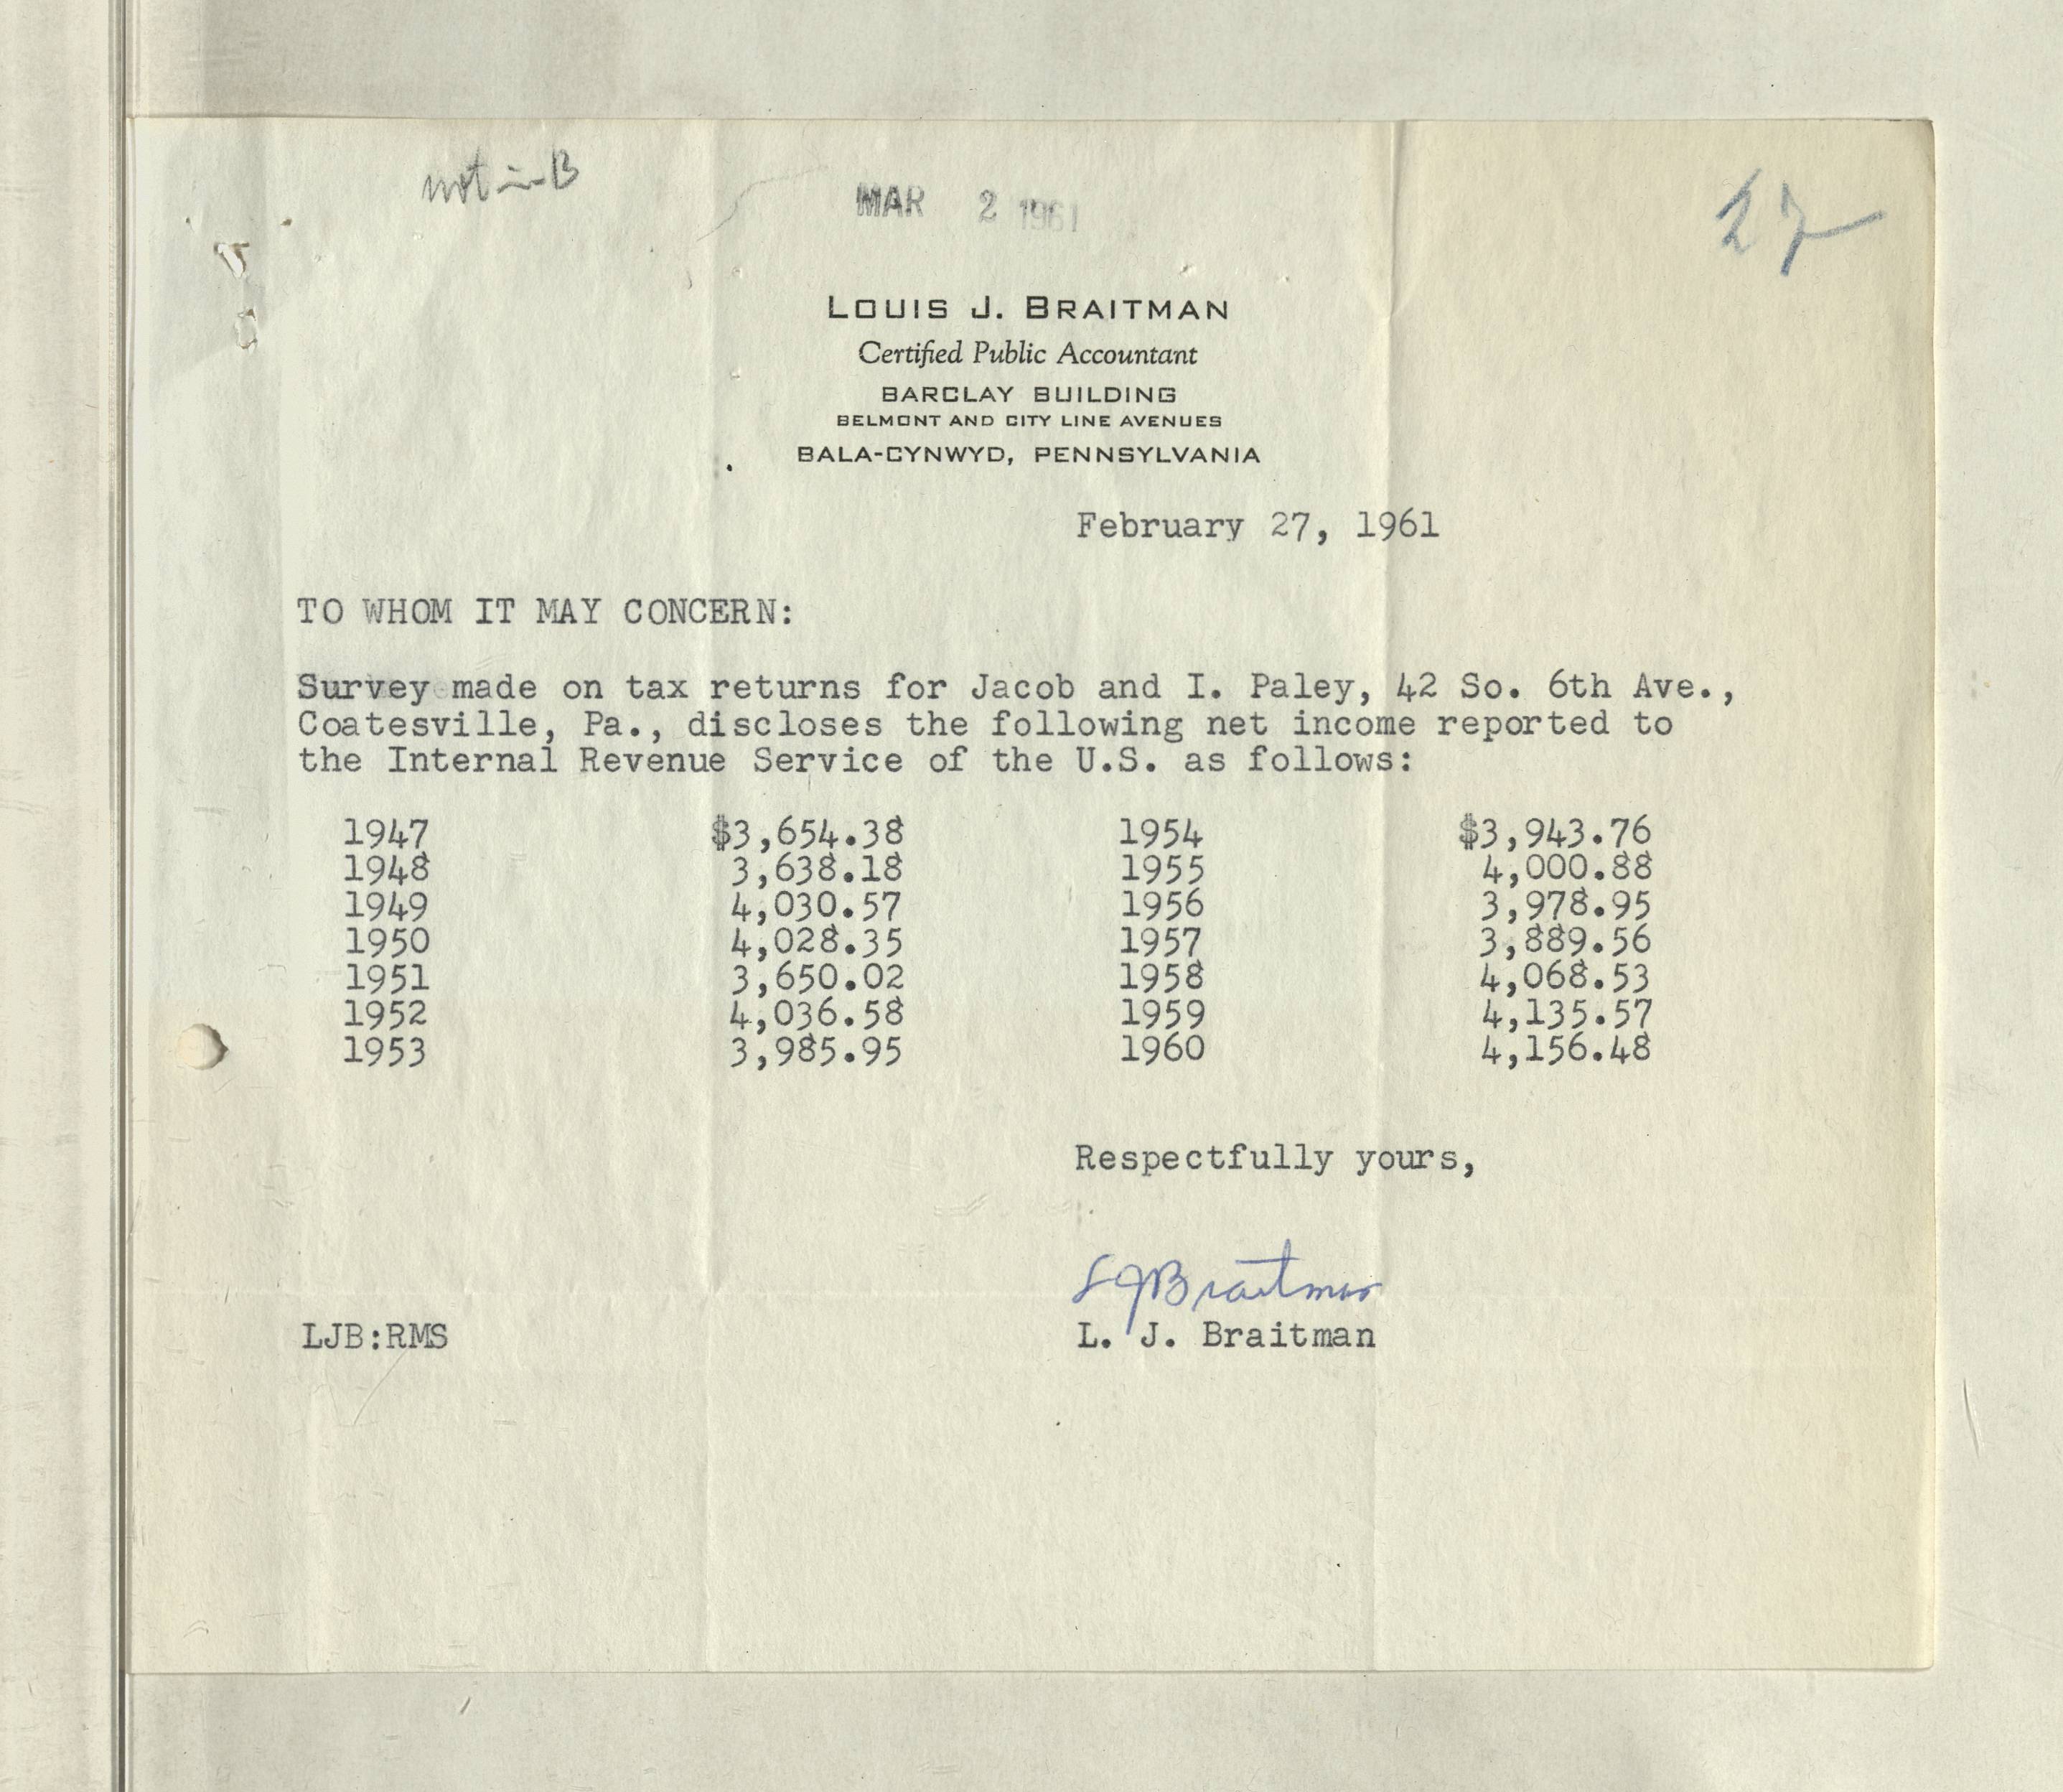 not in B
MAR 2 1961
27
LOUIS J. BRAITMAN
Certified Public Accountant
BARCLAY BUILDING
BELMONT AND CITY LINE AVENUES
BALA-CYNWYD, PENNSYLVANIA
February 27, 1961
TO WHOM IT MAY CONCERN:
Survey made on tax returns for Jacob and I. Paley, 42 So. 6th Ave.,
Coatesville, Pa., discloses the following net income reported to
the Internal Revenue Service of the U.S. as follows:
1947 $3,654.38 1954 $3,943.76
1948 3,638.18 1955 4,000.88
1949 4,030.57 1956 3,978.95
1950 4,028.35 1957 3,889.56
1951 3,650.02 1958 4,068.53
1952 4,036.58 1959 4,135.57
1953 3,985.95 1960 4,156.48
Respectfully yours,
LJBraitman
LJB:RMS L. J. Braitman